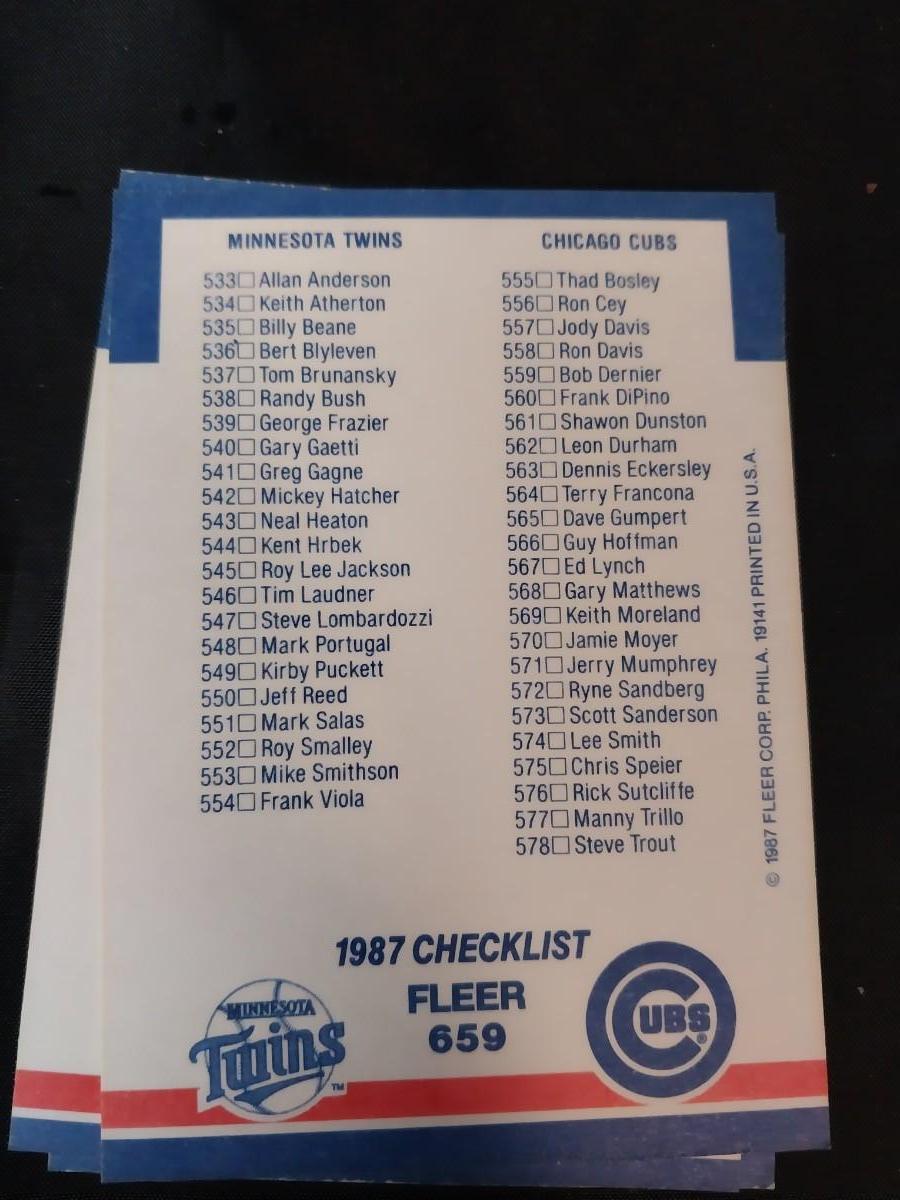 MINNESOTA TWINS
533□ Allan Anderson
534□ Keith Atherton
535□ Billy Beane
536□ Bert Blyleven
537□ Tom Brunansky
538□ Randy Bush
539□ George Frazier
540□ Gary Gaetti
541□ Greg Gagne
542□ Mickey Hatcher
543□ Neal Heaton
544□ Kent Hrbek
545□ Roy Lee Jackson
546□ Tim Laudner
547□ Steve Lombardozzi
548□ Mark Portugal
549□ Kirby Puckett
550□ Jeff Reed
551□ Mark Salas
552□ Roy Smalley
553□ Mike Smithson
554□ Frank Viola
CHICAGO CUBS
555□ Thad Bosley
556□ Ron Cey
557□ Jody Davis
558□ Ron Davis
559□ Bob Dernier
560□ Frank DiPino
561□ Shawon Dunston
562□ Leon Durham
563□ Dennis Eckersley
564□ Terry Francona
565□ Dave Gumpert
566□ Guy Hoffman
567□ Ed Lynch
568□ Gary Matthews
569□ Keith Moreland
570□ Jamie Moyer
571□ Jerry Mumphrey
572□ Ryne Sandberg
573□ Scott Sanderson
574□ Lee Smith
575□ Chris Speier
576□ Rick Sutcliffe
577□ Manny Trillo
578□ Steve Trout
© 1987 FLEER CORP. PHILA. 19141 PRINTED IN U.S.A.
1987 CHECKLIST
FLEER
659
MINNESOTA
Twins
™
CUBS
®